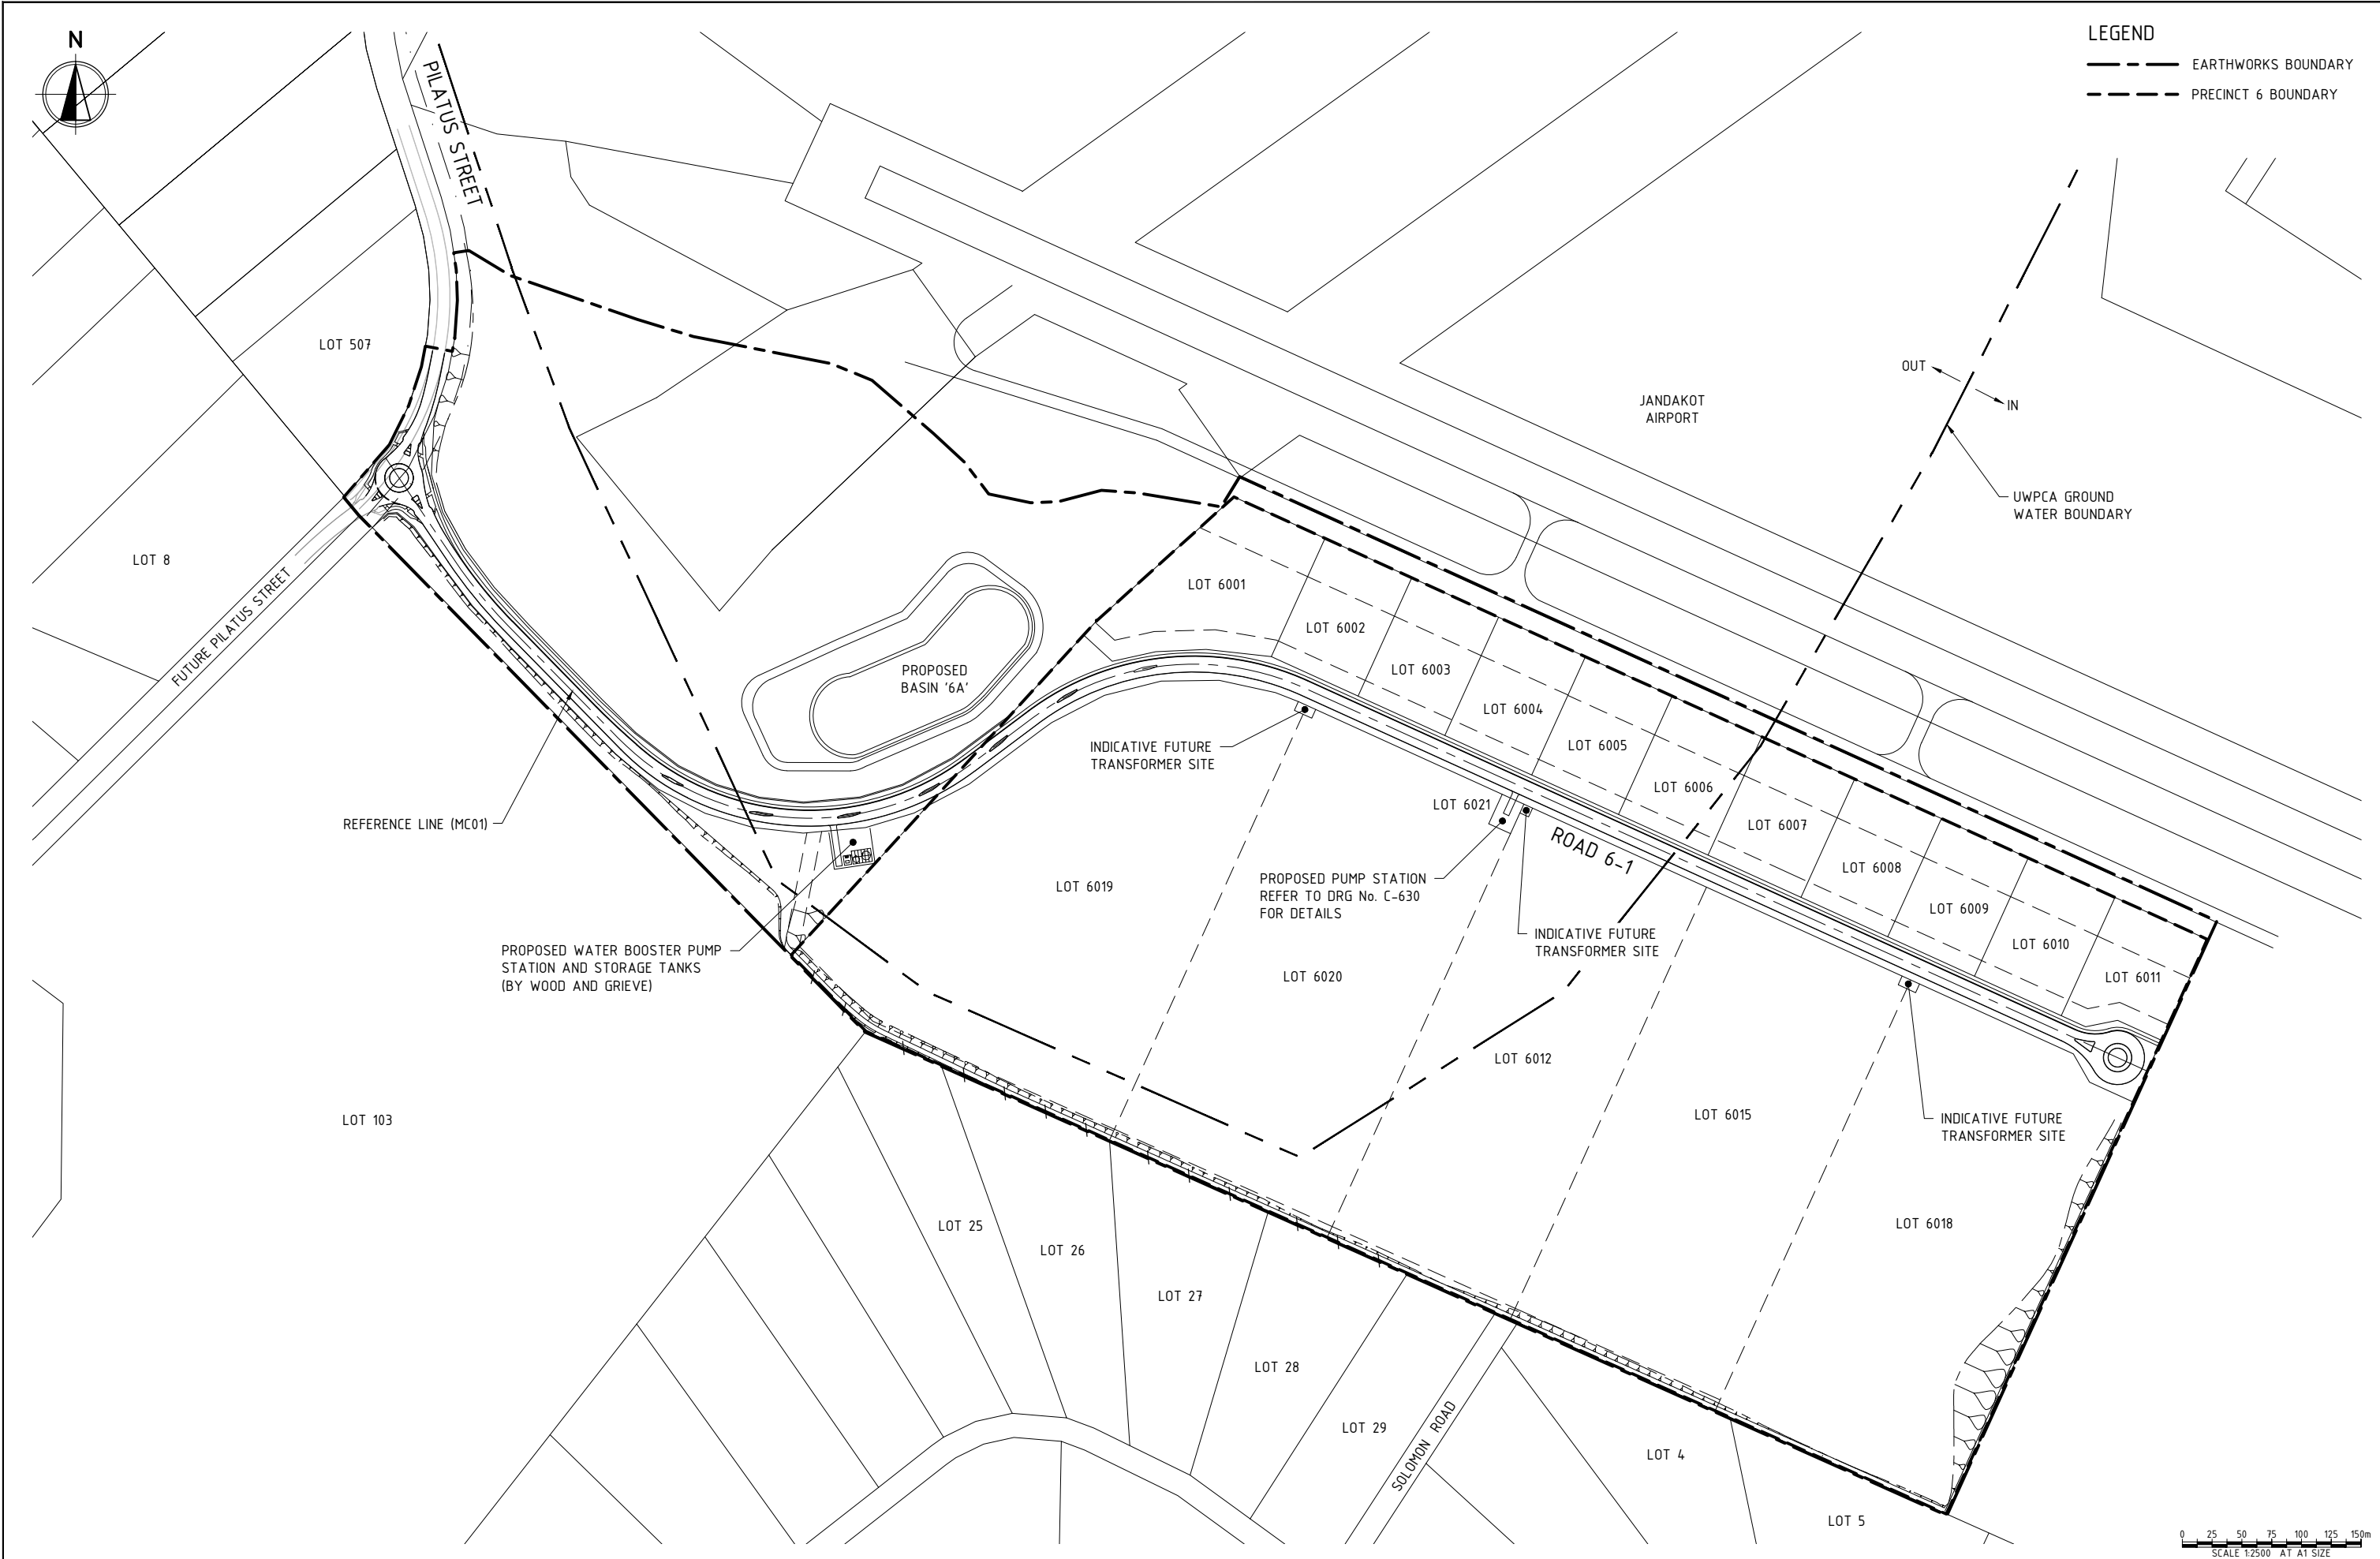 N
LEGEND
EARTHWORKS BOUNDARY
PRECINCT 6 BOUNDARY
PILATUS STREET
LOT 507
OUT
IN
JANDAKOT
AIRPORT
UWPCA GROUND
WATER BOUNDARY
LOT 8
FUTURE PILATUS STREET
LOT 6001
LOT 6002
LOT 6003
LOT 6004
LOT 6005
LOT 6006
LOT 6007
LOT 6008
LOT 6009
LOT 6010
LOT 6011
PROPOSED
BASIN '6A'
INDICATIVE FUTURE
TRANSFORMER SITE
REFERENCE LINE (MC01)
LOT 6021
ROAD 6-1
LOT 6019
PROPOSED PUMP STATION
REFER TO DRG No. C-630
FOR DETAILS
INDICATIVE FUTURE
TRANSFORMER SITE
PROPOSED WATER BOOSTER PUMP
STATION AND STORAGE TANKS
(BY WOOD AND GRIEVE)
LOT 6020
LOT 6012
LOT 103
LOT 6015
INDICATIVE FUTURE
TRANSFORMER SITE
LOT 6018
LOT 25
LOT 26
LOT 27
LOT 28
LOT 29
SOLOMON ROAD
LOT 4
LOT 5
0 25 50 75 100 125 150m
SCALE 1:2500 AT A1 SIZE